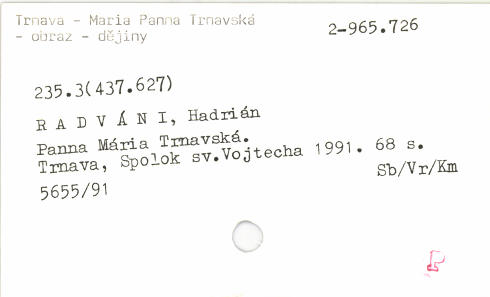 Trnava - Maria Panna Trnavská
- obraz - dějiny
2-965.726
235.3(437.627)
R A D V Á N I, Hadrián
Panna Mária Trnavská.
Trnava, Spolok sv.Vojtecha 1991. 68 s.
Sb/Vr/Km
5655/91
P